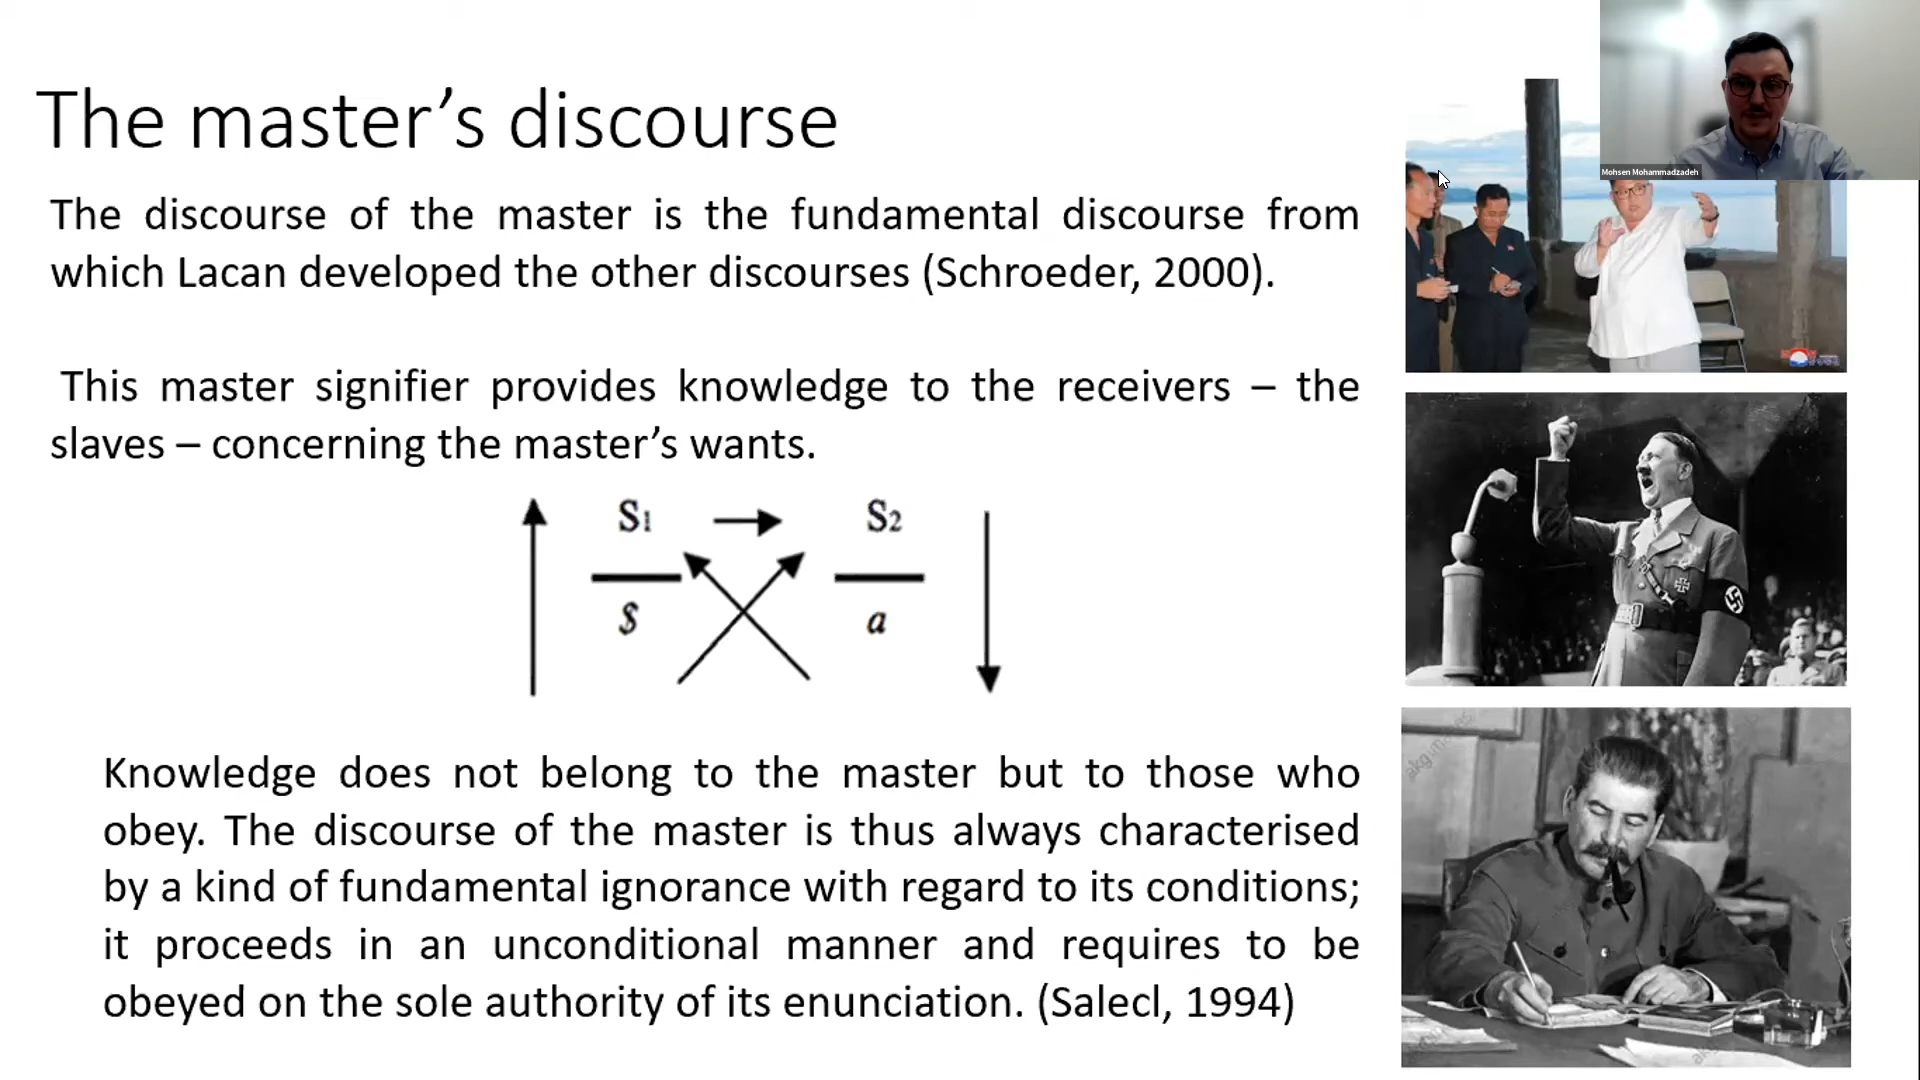 Mohsen Mohammadzadeh
The master’s discourse
The discourse of the master is the fundamental discourse from
which Lacan developed the other discourses (Schroeder, 2000).
This master signifier provides knowledge to the receivers – the
slaves – concerning the master’s wants.
S1 S2
$ a
Knowledge does not belong to the master but to those who
obey. The discourse of the master is thus always characterised
by a kind of fundamental ignorance with regard to its conditions;
it proceeds in an unconditional manner and requires to be
obeyed on the sole authority of its enunciation. (Salecl, 1994)